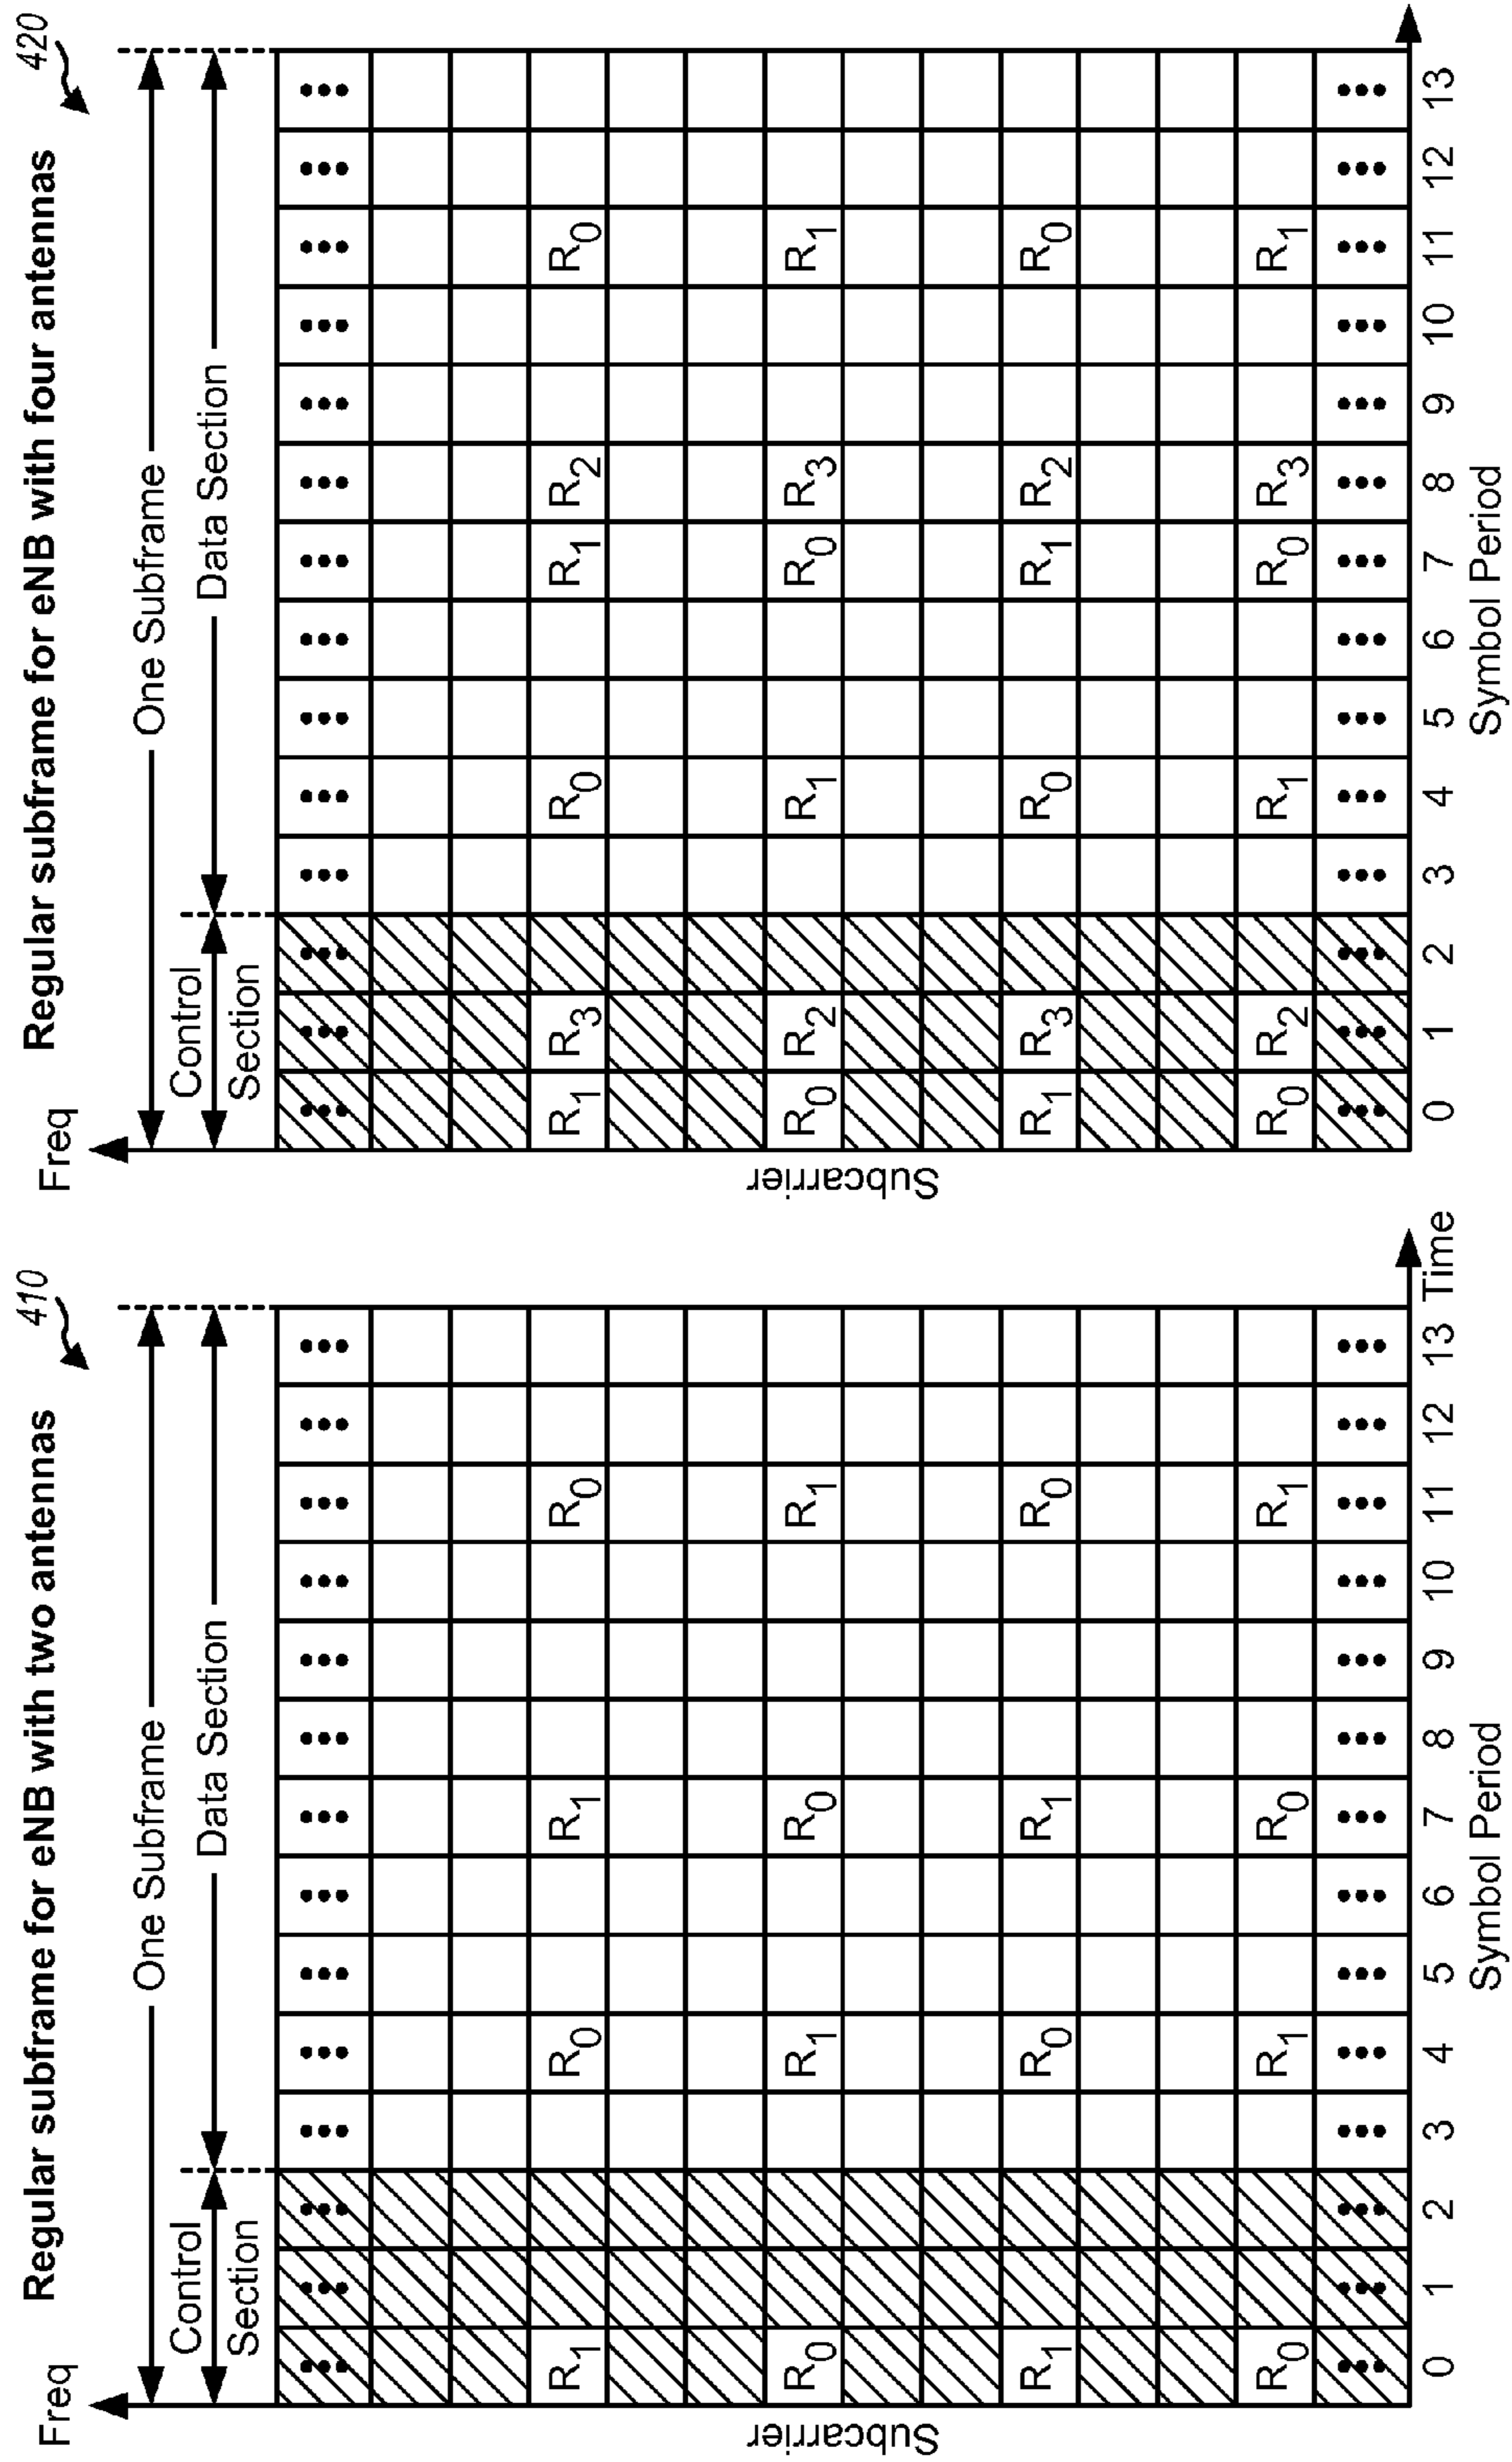 Regular subframe for eNB with two antennas
410
Freq
One Subframe
Control Section
Data Section
Subcarrier
... ... ... ... ... ... ... ... ... ... ... ... ... ...
R1 R0 R1 R0
R0 R1 R0 R1
R1 R0 R1 R0
R0 R1 R0 R1
... ... ... ... ... ... ... ... ... ... ... ... ... ...
0 1 2 3 4 5 6 7 8 9 10 11 12 13 Time
Symbol Period
Regular subframe for eNB with four antennas
420
Freq
One Subframe
Control Section
Data Section
Subcarrier
... ... ... ... ... ... ... ... ... ... ... ... ... ...
R1 R3 R0 R1 R2 R0
R0 R2 R1 R0 R3 R1
R1 R3 R0 R1 R2 R0
R0 R2 R1 R0 R3 R1
... ... ... ... ... ... ... ... ... ... ... ... ... ...
0 1 2 3 4 5 6 7 8 9 10 11 12 13
Symbol Period